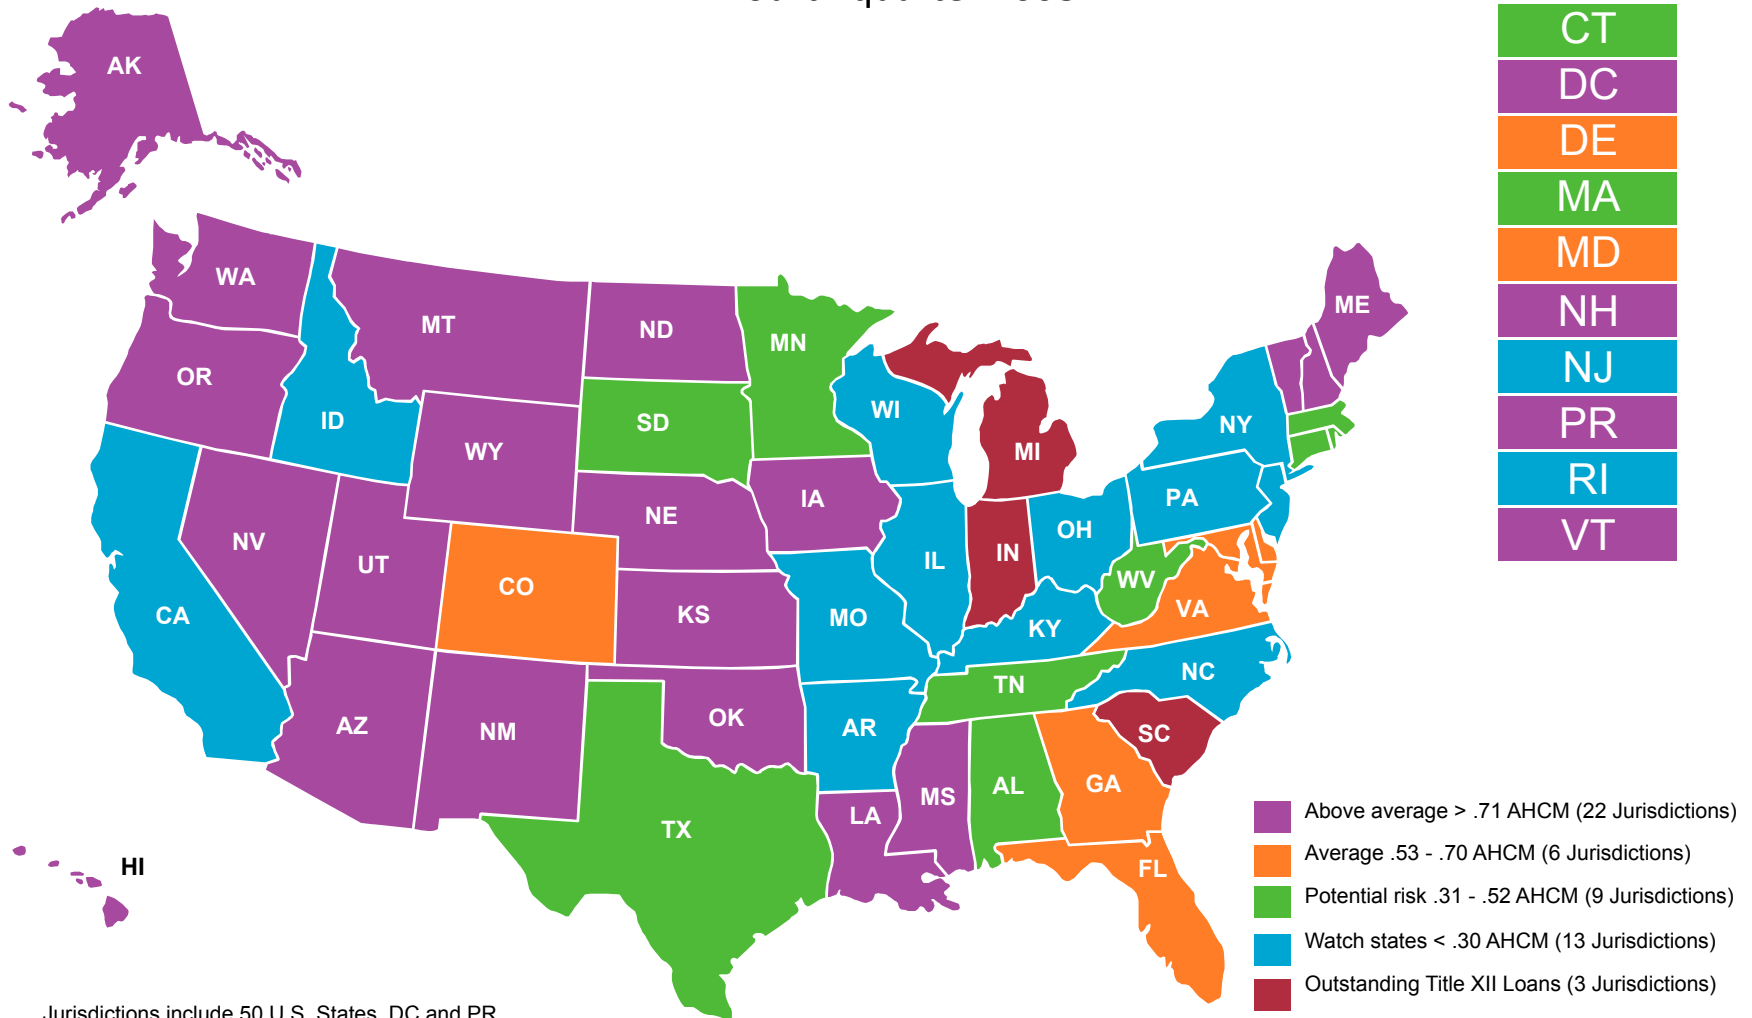 CT
DC
DE
MA
MD
NH
NJ
PR
RI
VT
AK
WA
MT
ND
MN
ME
OR
ID
SD
WI
NY
WY
MI
IA
PA
NE
NV
OH
UT
CO
IL
IN
WV
CA
KS
MO
VA
KY
NC
TN
AZ
NM
OK
AR
SC
GA
MS
AL
LA
TX
FL
HI
Above average > .71 AHCM (22 Jurisdictions)
Average .53 - .70 AHCM (6 Jurisdictions)
Potential risk .31 - .52 AHCM (9 Jurisdictions)
Watch states < .30 AHCM (13 Jurisdictions)
Outstanding Title XII Loans (3 Jurisdictions)
Jurisdictions include 50 U.S. States, DC and PR